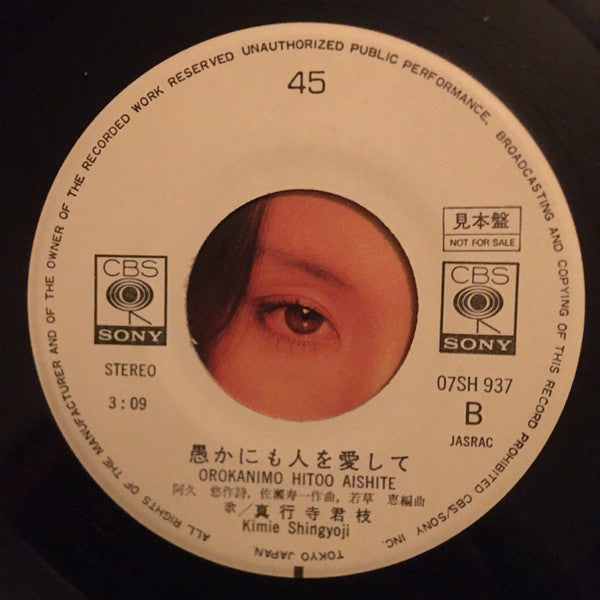 ALL RIGHTS OF THE MANUFACTURER AND OF THE OWNER OF THE RECORDED WORK RESERVED UNAUTHORIZED PUBLIC PERFORMANCE, BROADCASTING AND COPYING OF THIS RECORD PROHIBITED CBS/SONY INC. TOKYO JAPAN
45
見本盤
NOT FOR SALE
CBS
SONY
STEREO
3:09
CBS
SONY
07SH 937
B
JASRAC
愚かにも人を愛して
OROKANIMO HITOO AISHITE
阿久 悠作詩, 佐瀬寿一作曲, 若草 恵編曲
歌/真行寺君枝
Kimie Shingyoji